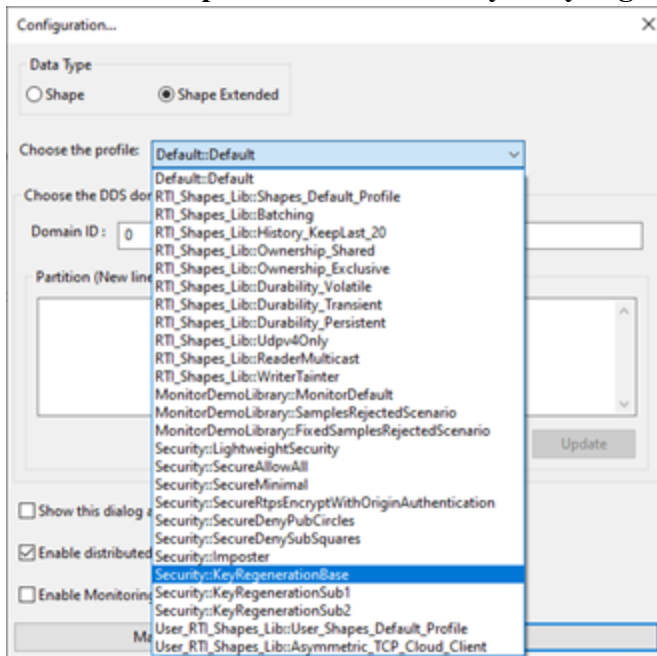 Configuration...
Data Type
Shape
Shape Extended
Choose the profile:
Default::Default
Default::Default
Choose the DDS dor
RTI_Shapes_Lib::Shapes_Default_Profile
RTI_Shapes_Lib::Batching
Domain ID :
0
RTI_Shapes_Lib::History_KeepLast_20
RTI_Shapes_Lib::Ownership_Shared
RTI_Shapes_Lib::Ownership_Exclusive
Partition (New line
RTI_Shapes_Lib::Durability_Volatile
RTI_Shapes_Lib::Durability_Transient
RTI_Shapes_Lib::Durability_Persistent
RTI_Shapes_Lib::Udpv4Only
RTI_Shapes_Lib::ReaderMulticast
RTI_Shapes_Lib::WriterTainter
MonitorDemoLibrary::MonitorDefault
MonitorDemoLibrary::SamplesRejectedScenario
MonitorDemoLibrary::FixedSamplesRejectedScenario
Security::LightweightSecurity
Update
Security::SecureAllowAll
Security::SecureMinimal
Security::SecureRtpsEncryptWithOriginAuthentication
Show this dialog a
Security::SecureDenyPubCircles
Security::SecureDenySubSquares
Enable distributed
Security::Imposter
Security::KeyRegenerationBase
Enable Monitoring
Security::KeyRegenerationSub1
Security::KeyRegenerationSub2
User_RTI_Shapes_Lib::User_Shapes_Default_Profile
Ma
User_RTI_Shapes_Lib::Asymmetric_TCP_Cloud_Client